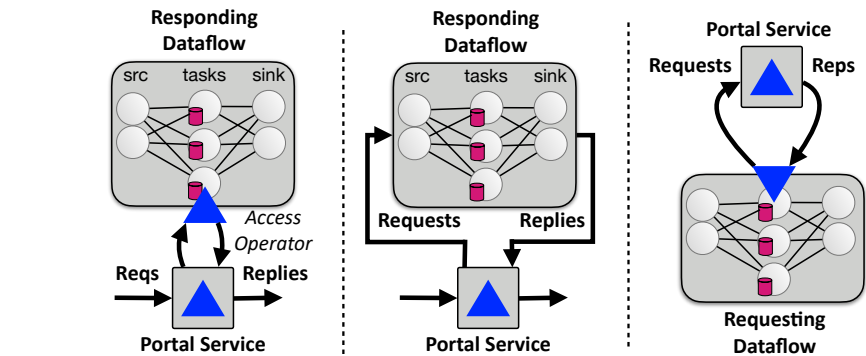 Responding
Dataflow
src tasks sink
Access
Operator
Reqs Replies
Portal Service
Responding
Dataflow
src tasks sink
Requests Replies
Portal Service
Portal Service
Requests Reps
Requesting
Dataflow